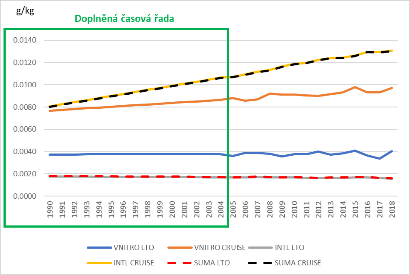 g/kg
Doplněná časová řada
0.0140
0.0120
0.0100
0.0080
0.0060
0.0040
0.0020
0.0000
1990 1991 1992 1993 1994 1995 1996 1997 1998 1999 2000 2001 2002 2003 2004 2005 2006 2007 2008 2009 2010 2011 2012 2013 2014 2015 2016 2017 2018
VNITRO LTO VNITRO CRUISE INTL LTO
INTL CRUISE SUMA LTO SUMA CRUISE